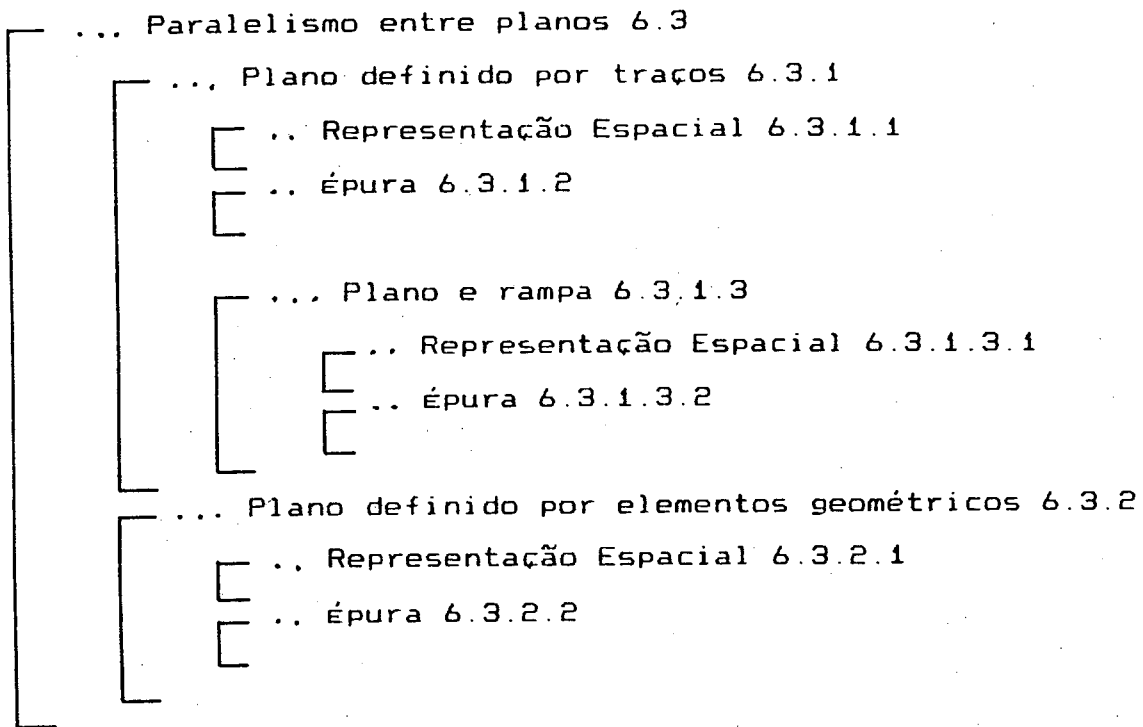 ... Paralelismo entre planos 6.3
... Plano definido por traços 6.3.1
.. Representação Espacial 6.3.1.1
.. Épura 6.3.1.2
... Plano e rampa 6.3.1.3
.. Representação Espacial 6.3.1.3.1
.. Épura 6.3.1.3.2
... Plano definido por elementos geométricos 6.3.2
.. Representação Espacial 6.3.2.1
.. Épura 6.3.2.2